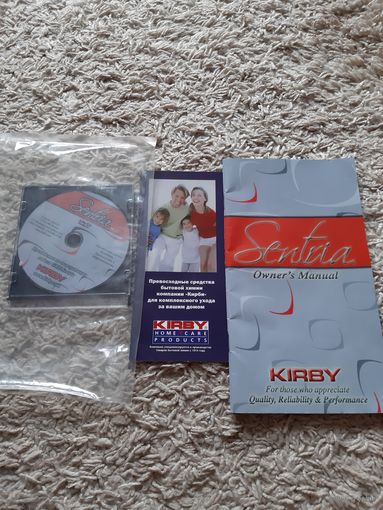 Sentria
DVD
KIRBY
Превосходные средства
бытовой химии
компании «Кирби»
для комплексного ухода
за вашим домом
KIRBY
HOME CARE
PRODUCTS
Sentria
Owner's Manual
KIRBY
For those who appreciate
Quality, Reliability & Performance